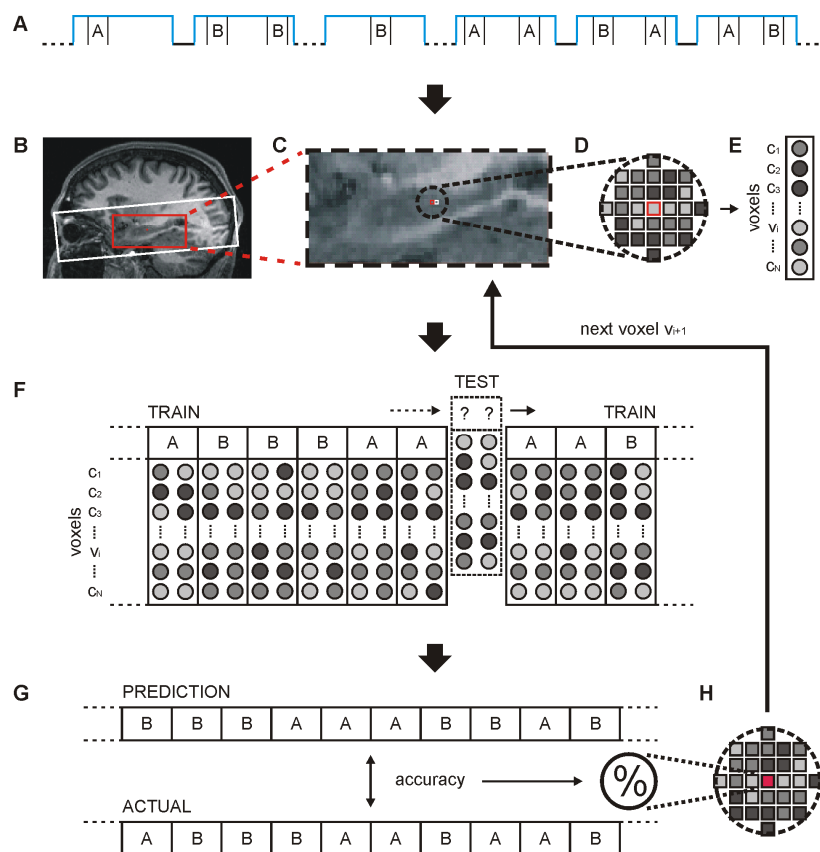 A
A B B B A A B A A B
B C D E
c1
c2
c3
voxels
vi
cN
next voxel vi+1
F
TEST
TRAIN ? ? TRAIN
A B B B A A A A B
c1
c2
c3
voxels
vi
cN
G PREDICTION H
B B B A A A B B A B
accuracy %
ACTUAL
A B B B A A B A A B